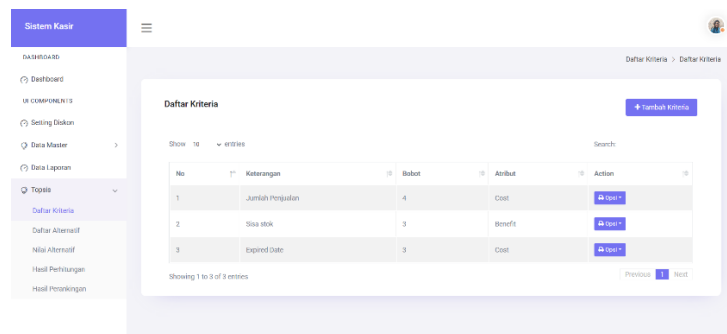 Sistem Kasir
DASHBOARD
Dashboard
UI COMPONENTS
Setting Diskon
Data Master
Data Laporan
Topsis
Daftar Kriteria
Daftar Alternatif
Nilai Alternatif
Hasil Perhitungan
Hasil Perankingan
Daftar Kriteria > Daftar Kriteria
Daftar Kriteria
+ Tambah Kriteria
Show 10 entries
Search:
No Keterangan Bobot Atribut Action
1 Jumlah Penjualan 4 Cost Opsi
2 Sisa stok 3 Benefit Opsi
3 Expired Date 3 Cost Opsi
Showing 1 to 3 of 3 entries
Previous 1 Next